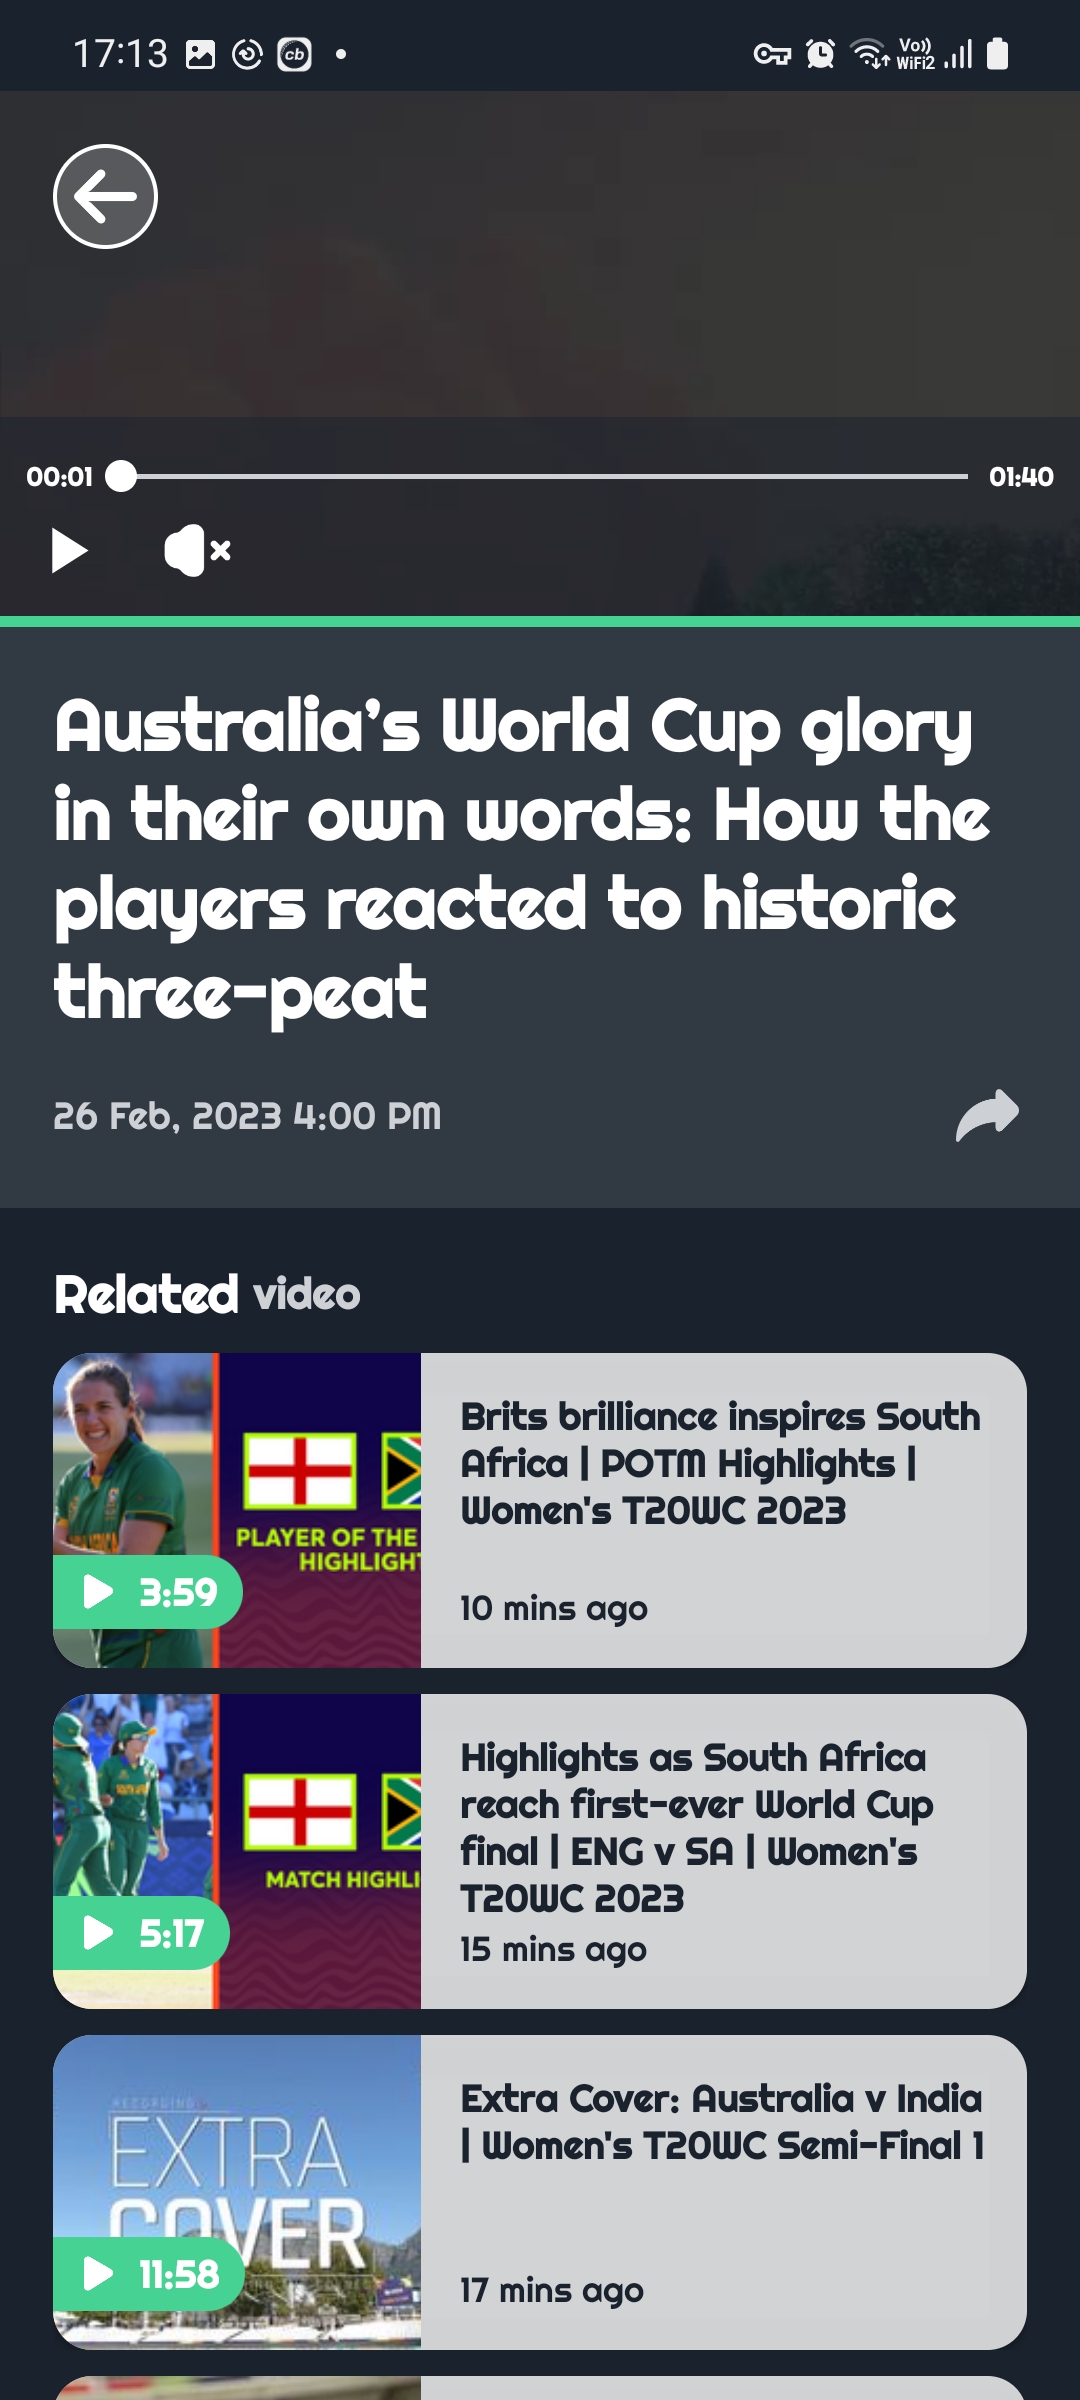 17:13
cb
Vo))
WiFi2
00:01
01:40
Australia’s World Cup glory
in their own words: How the
players reacted to historic
three-peat
26 Feb, 2023 4:00 PM
Related video
PLAYER OF THE
HIGHLIGHT
3:59
Brits brilliance inspires South
Africa | POTM Highlights |
Women's T20WC 2023
10 mins ago
MATCH HIGHLI
5:17
Highlights as South Africa
reach first-ever World Cup
final | ENG v SA | Women's
T20WC 2023
15 mins ago
EXTRA
COVER
11:58
Extra Cover: Australia v India
| Women's T20WC Semi-Final 1
17 mins ago